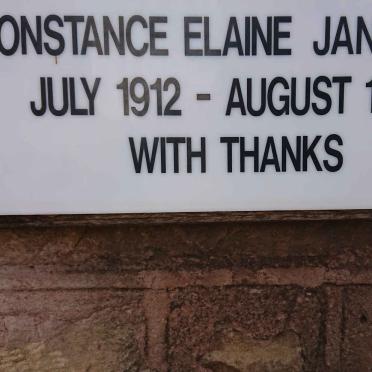 ONSTANCE ELAINE JAN
JULY 1912 - AUGUST 1
WITH THANKS